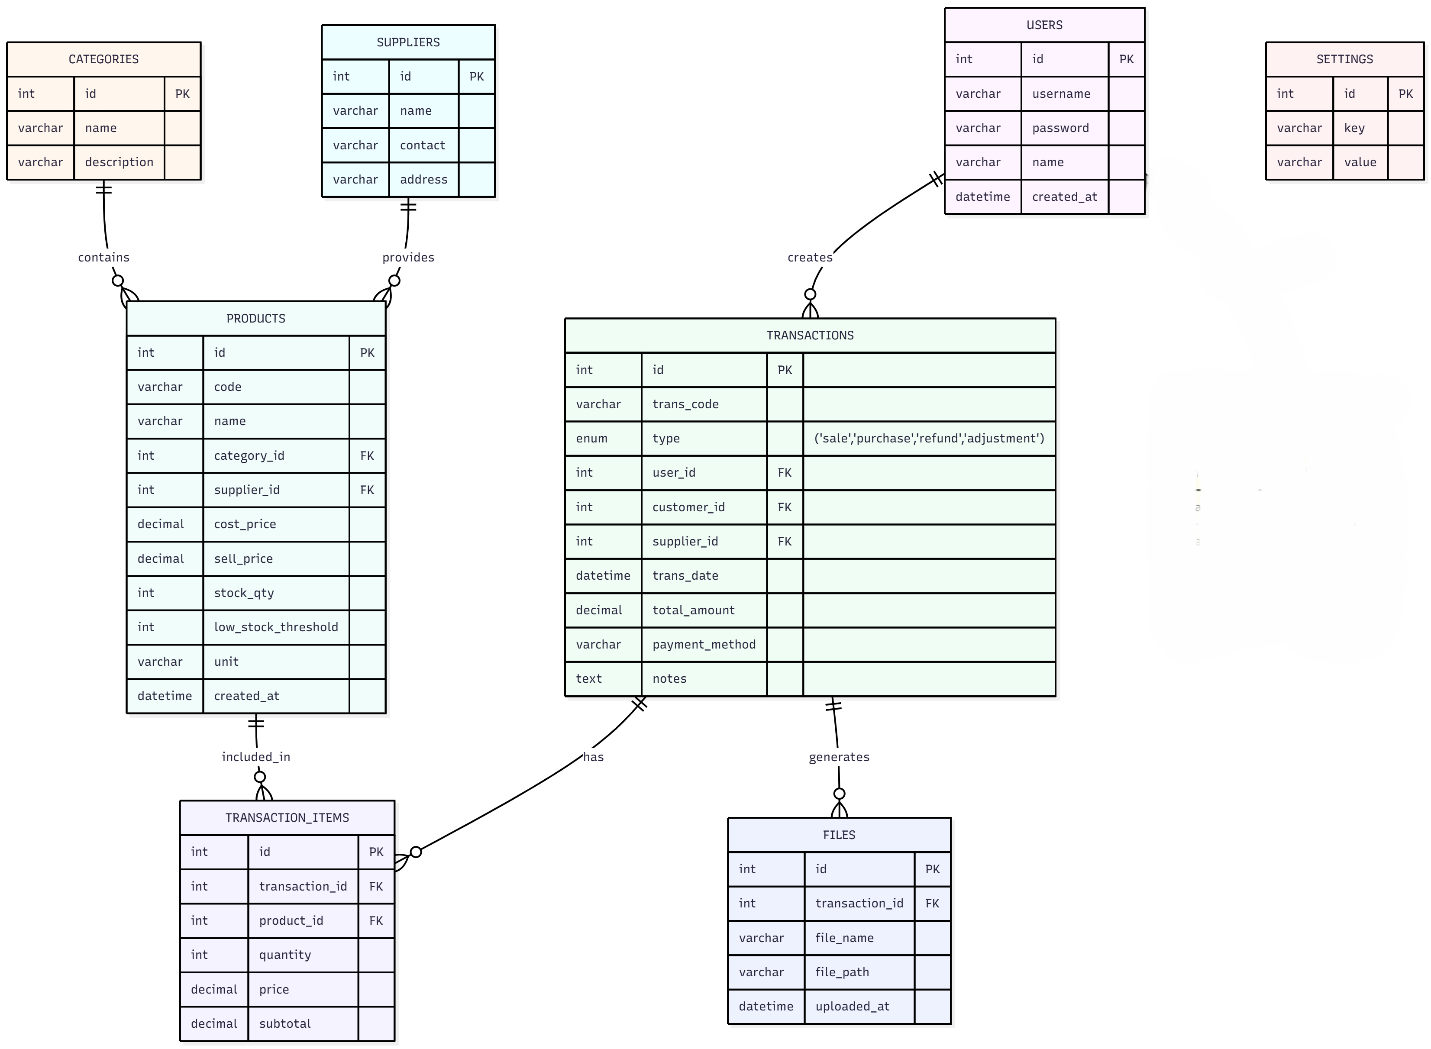 CATEGORIES
int id PK
varchar name
varchar description
SUPPLIERS
int id PK
varchar name
varchar contact
varchar address
USERS
int id PK
varchar username
varchar password
varchar name
datetime created_at
SETTINGS
int id PK
varchar key
varchar value
contains
provides
creates
PRODUCTS
int id PK
varchar code
varchar name
int category_id FK
int supplier_id FK
decimal cost_price
decimal sell_price
int stock_qty
int low_stock_threshold
varchar unit
datetime created_at
TRANSACTIONS
int id PK
varchar trans_code
enum type ('sale','purchase','refund','adjustment')
int user_id FK
int customer_id FK
int supplier_id FK
datetime trans_date
decimal total_amount
varchar payment_method
text notes
included_in
has
generates
TRANSACTION_ITEMS
int id PK
int transaction_id FK
int product_id FK
int quantity
decimal price
decimal subtotal
FILES
int id PK
int transaction_id FK
varchar file_name
varchar file_path
datetime uploaded_at